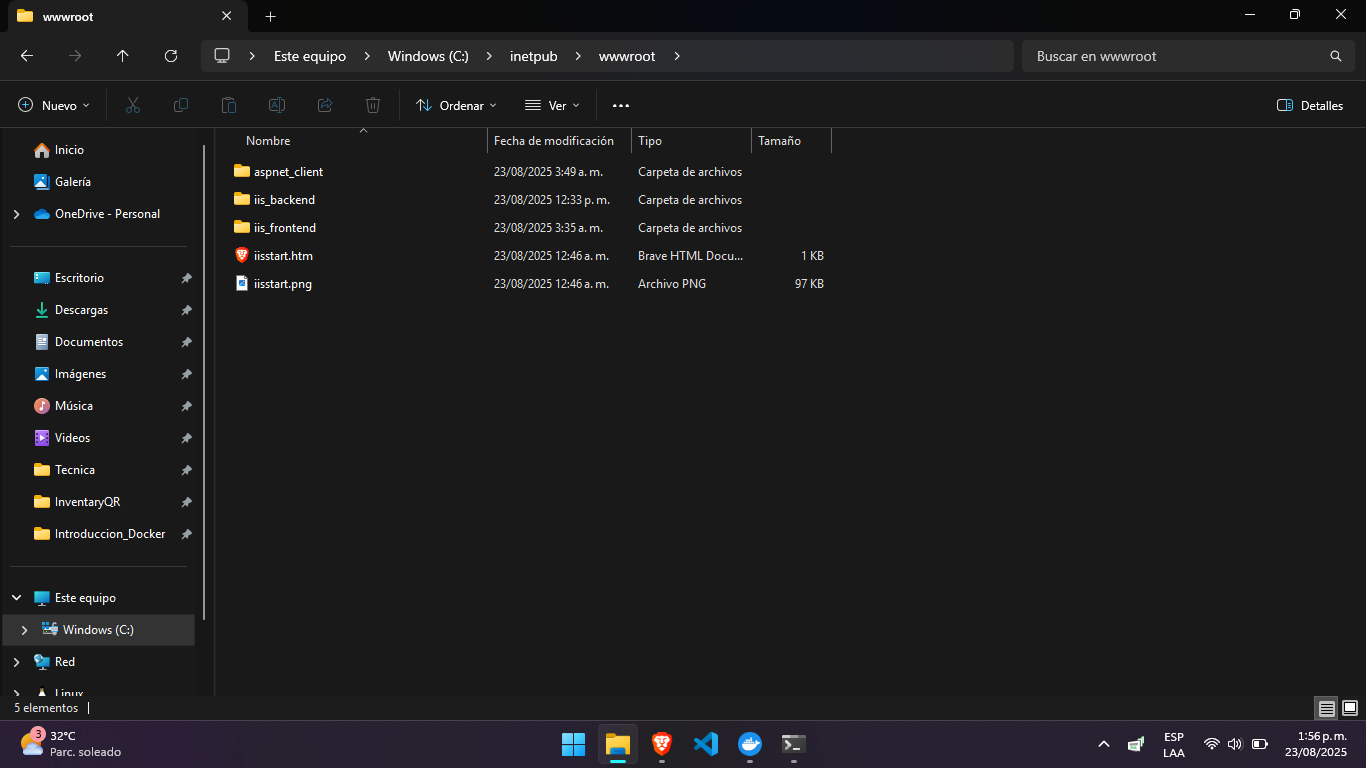 wwwroot
Este equipo
Windows (C:)
inetpub
wwwroot
Buscar en wwwroot
Nuevo
Ordenar
Ver
Detalles
Inicio
Galería
OneDrive - Personal
Escritorio
Descargas
Documentos
Imágenes
Música
Videos
Tecnica
InventaryQR
Introduccion_Docker
Este equipo
Windows (C:)
Red
Linux
Nombre Fecha de modificación Tipo Tamaño
aspnet_client 23/08/2025 3:49 a. m. Carpeta de archivos
iis_backend 23/08/2025 12:33 p. m. Carpeta de archivos
iis_frontend 23/08/2025 3:35 a. m. Carpeta de archivos
iisstart.htm 23/08/2025 12:46 a. m. Brave HTML Docu... 1 KB
iisstart.png 23/08/2025 12:46 a. m. Archivo PNG 97 KB
5 elementos
3
32°C
Parc. soleado
ESP
LAA
1:56 p. m.
23/08/2025